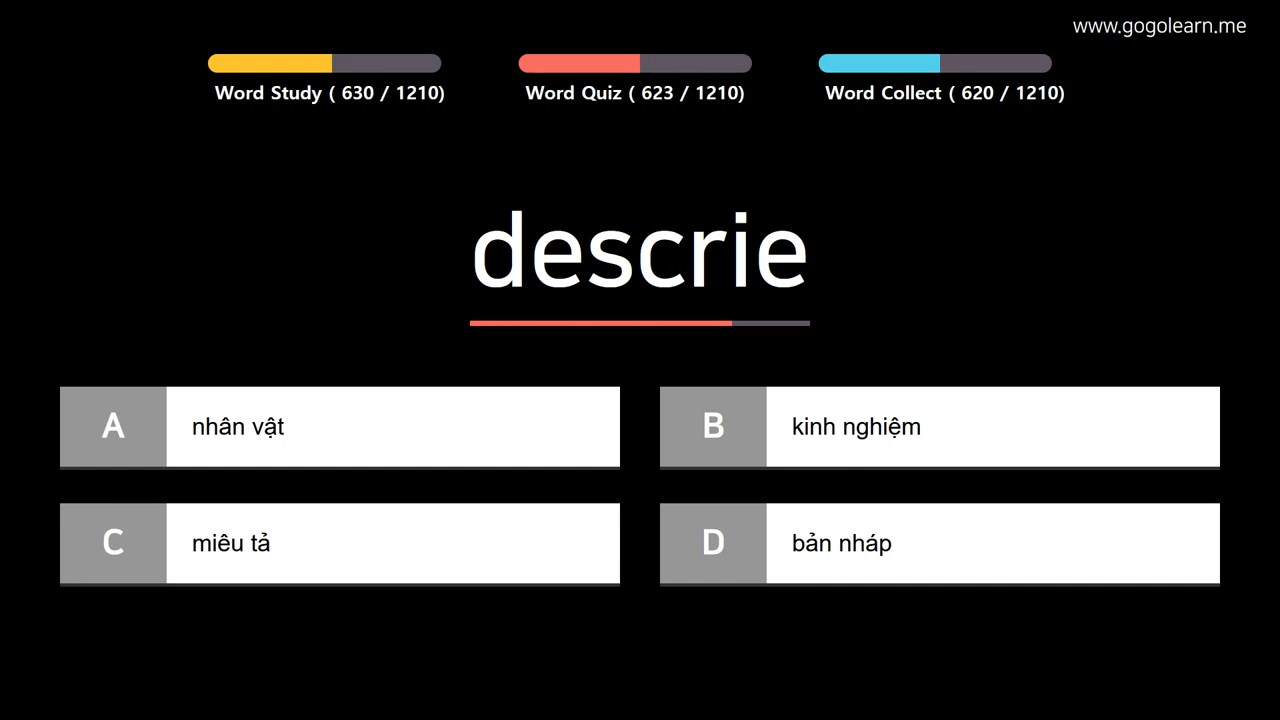 www.gogolearn.me
Word Study ( 630 / 1210)
Word Quiz ( 623 / 1210)
Word Collect ( 620 / 1210)
descrie
A nhân vật
B kinh nghiệm
C miêu tả
D bản nháp